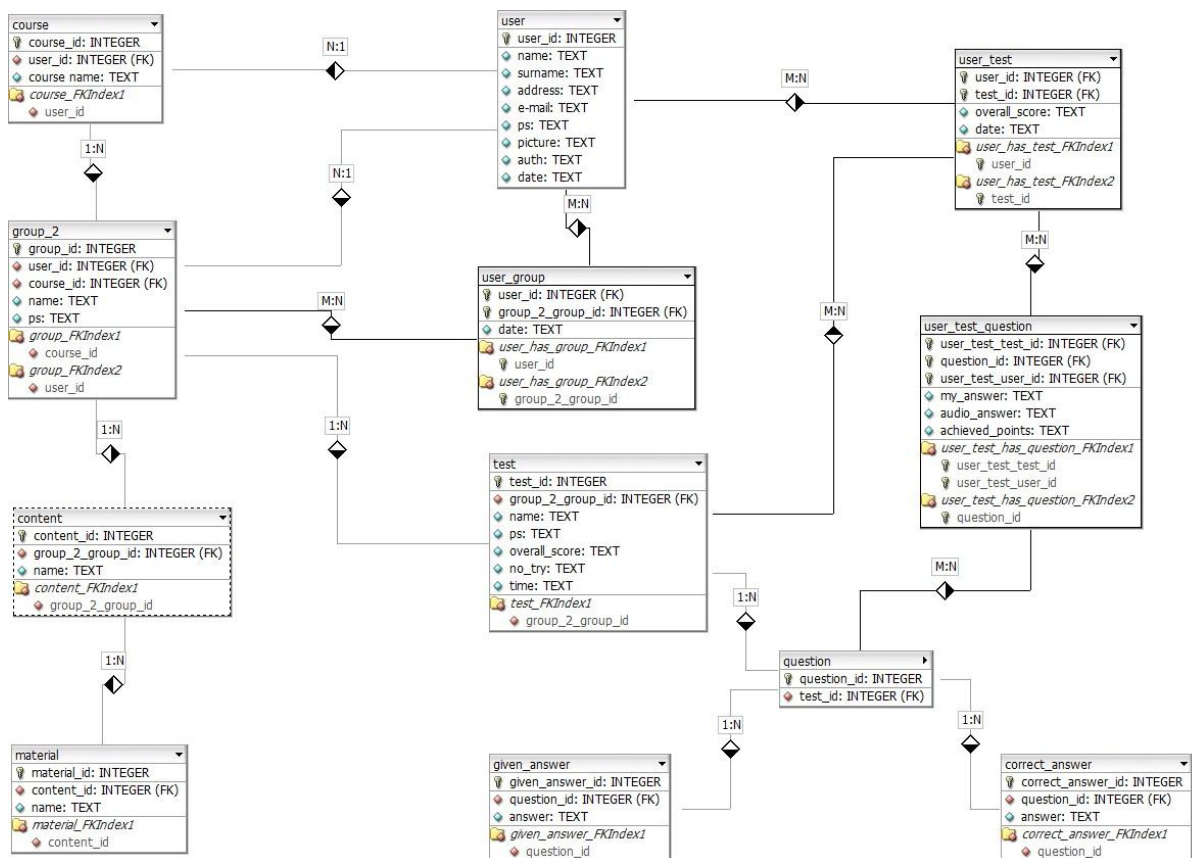 course
course_id: INTEGER
user_id: INTEGER (FK)
course name: TEXT
course_FKIndex1
user_id
N:1
user
user_id: INTEGER
name: TEXT
surname: TEXT
address: TEXT
e-mail: TEXT
ps: TEXT
picture: TEXT
auth: TEXT
date: TEXT
M:N
user_test
user_id: INTEGER (FK)
test_id: INTEGER (FK)
overall_score: TEXT
date: TEXT
user_has_test_FKIndex1
user_id
user_has_test_FKIndex2
test_id
1:N
N:1
M:N
M:N
group_2
group_id: INTEGER
user_id: INTEGER (FK)
course_id: INTEGER (FK)
name: TEXT
ps: TEXT
group_FKIndex1
course_id
group_FKIndex2
user_id
M:N
user_group
user_id: INTEGER (FK)
group_2_group_id: INTEGER (FK)
date: TEXT
user_has_group_FKIndex1
user_id
user_has_group_FKIndex2
group_2_group_id
M:N
user_test_question
user_test_test_id: INTEGER (FK)
question_id: INTEGER (FK)
user_test_user_id: INTEGER (FK)
my_answer: TEXT
audio_answer: TEXT
achieved_points: TEXT
user_test_has_question_FKIndex1
user_test_test_id
user_test_user_id
user_test_has_question_FKIndex2
question_id
1:N
1:N
content
content_id: INTEGER
group_2_group_id: INTEGER (FK)
name: TEXT
content_FKIndex1
group_2_group_id
test
test_id: INTEGER
group_2_group_id: INTEGER (FK)
name: TEXT
ps: TEXT
overall_score: TEXT
no_try: TEXT
time: TEXT
test_FKIndex1
group_2_group_id
M:N
1:N
1:N
question
question_id: INTEGER
test_id: INTEGER (FK)
1:N
1:N
material
material_id: INTEGER
content_id: INTEGER (FK)
name: TEXT
material_FKIndex1
content_id
given_answer
given_answer_id: INTEGER
question_id: INTEGER (FK)
answer: TEXT
given_answer_FKIndex1
question_id
correct_answer
correct_answer_id: INTEGER
question_id: INTEGER (FK)
answer: TEXT
correct_answer_FKIndex1
question_id